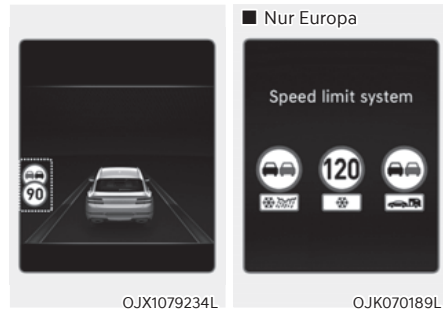 ■ Nur Europa
90
Speed limit system
120
OJX1079234L
OJK070189L